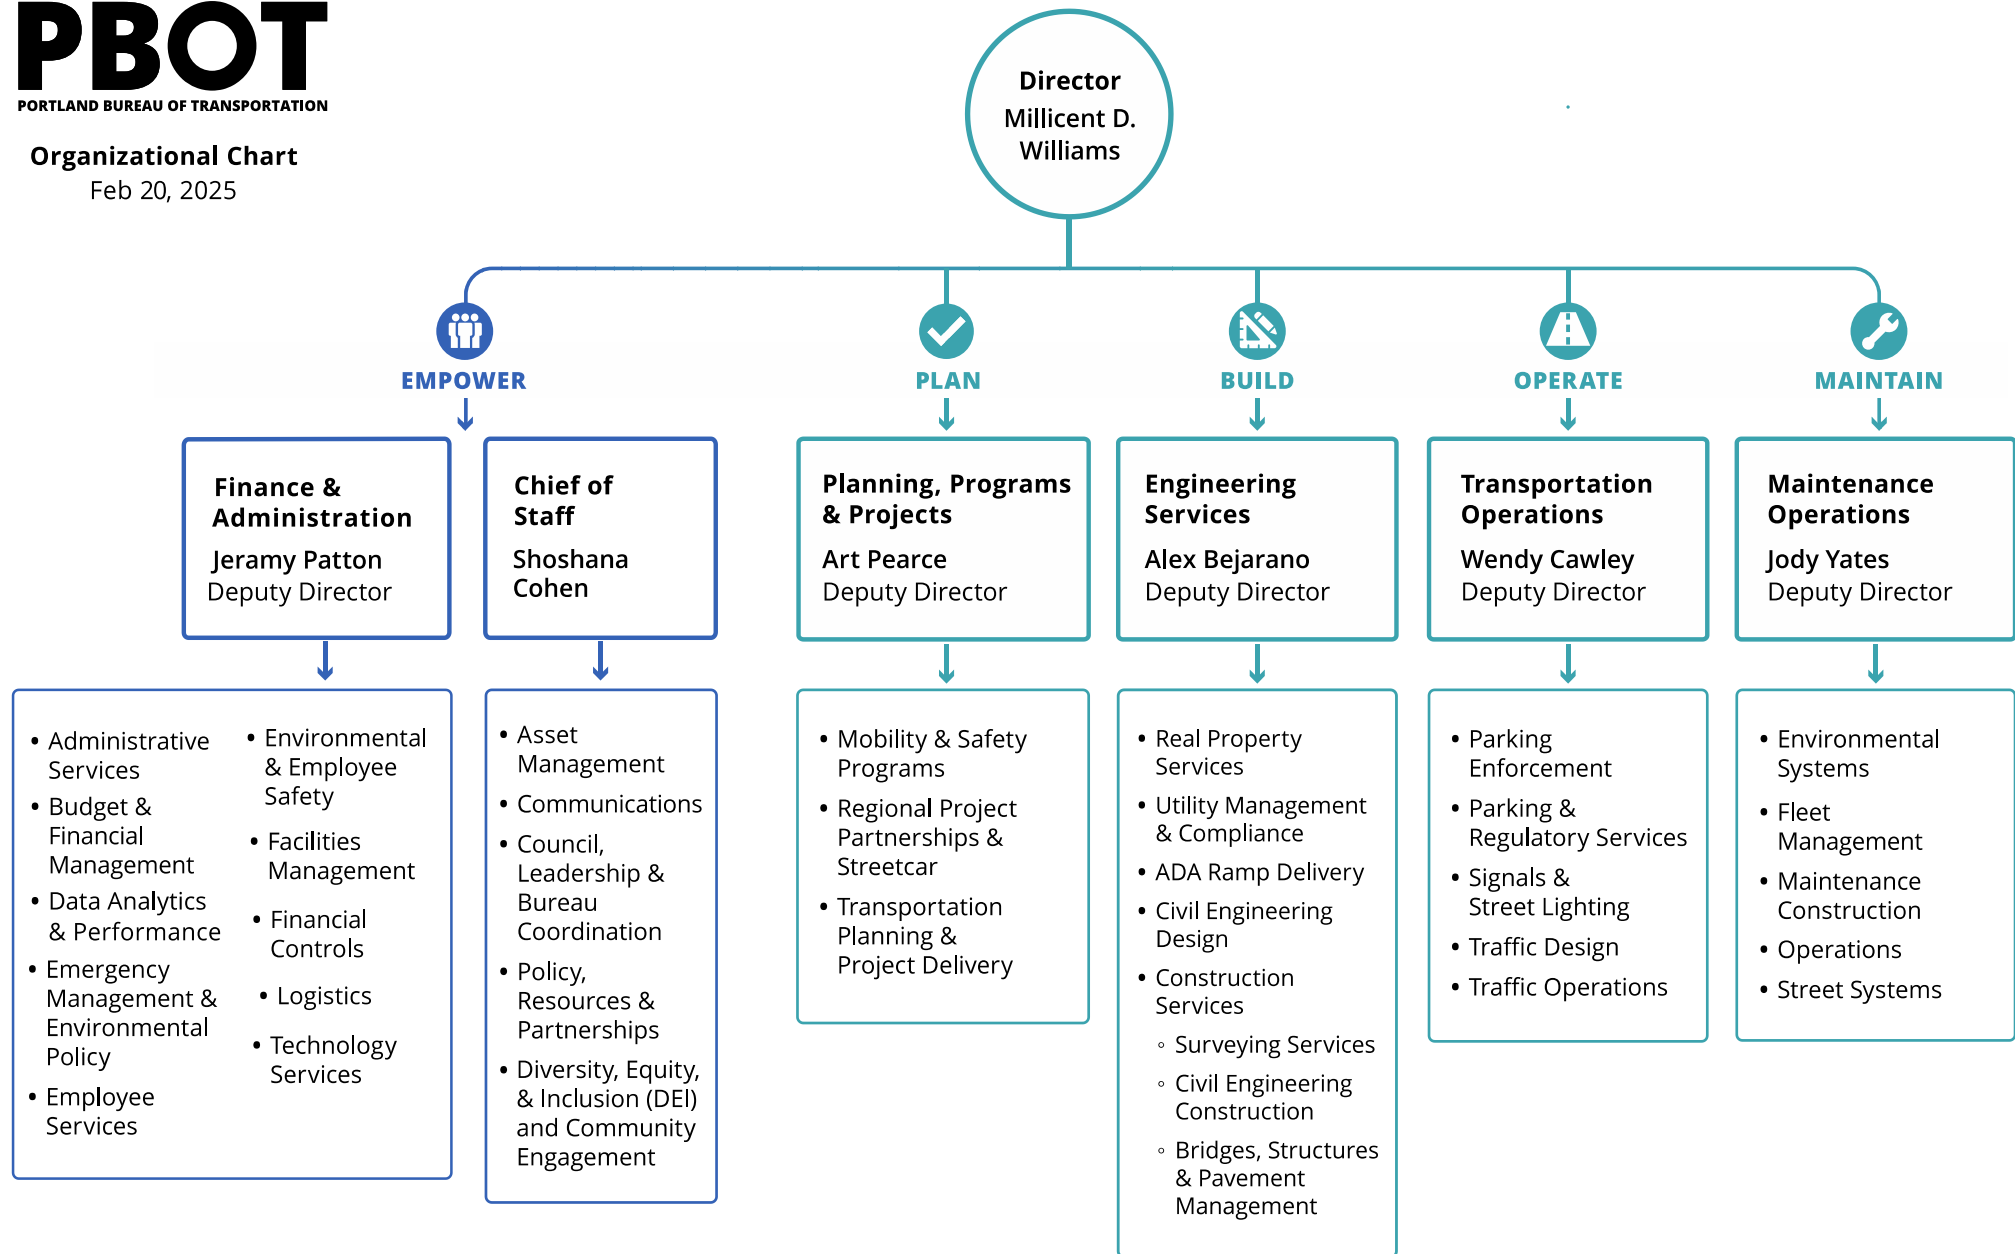 PBOT
PORTLAND BUREAU OF TRANSPORTATION
Organizational Chart
Feb 20, 2025
Director
Millicent D.
Williams
EMPOWER
PLAN
BUILD
OPERATE
MAINTAIN
Finance &
Administration
Jeramy Patton
Deputy Director
Chief of
Staff
Shoshana
Cohen
Planning, Programs
& Projects
Art Pearce
Deputy Director
Engineering
Services
Alex Bejarano
Deputy Director
Transportation
Operations
Wendy Cawley
Deputy Director
Maintenance
Operations
Jody Yates
Deputy Director
• Administrative
Services
• Budget &
Financial
Management
• Data Analytics
& Performance
• Emergency
Management &
Environmental
Policy
• Employee
Services
• Environmental
& Employee
Safety
• Facilities
Management
• Financial
Controls
• Logistics
• Technology
Services
• Asset
Management
• Communications
• Council,
Leadership &
Bureau
Coordination
• Policy,
Resources &
Partnerships
• Diversity, Equity,
& Inclusion (DEI)
and Community
Engagement
• Mobility & Safety
Programs
• Regional Project
Partnerships &
Streetcar
• Transportation
Planning &
Project Delivery
• Real Property
Services
• Utility Management
& Compliance
• ADA Ramp Delivery
• Civil Engineering
Design
• Construction
Services
◦ Surveying Services
◦ Civil Engineering
Construction
◦ Bridges, Structures
& Pavement
Management
• Parking
Enforcement
• Parking &
Regulatory Services
• Signals &
Street Lighting
• Traffic Design
• Traffic Operations
• Environmental
Systems
• Fleet
Management
• Maintenance
Construction
• Operations
• Street Systems